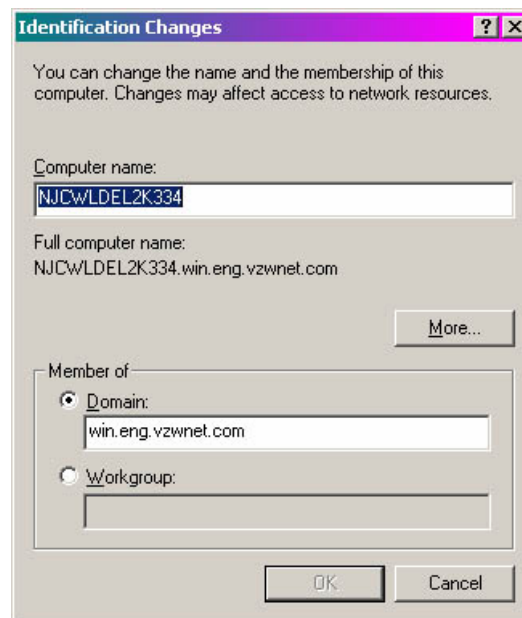 Identification Changes
You can change the name and the membership of this
computer. Changes may affect access to network resources.
Computer name:
NJCWLDEL2K334
Full computer name:
NJCWLDEL2K334.win.eng.vzwnet.com
More...
Member of
Domain:
win.eng.vzwnet.com
Workgroup:
OK
Cancel